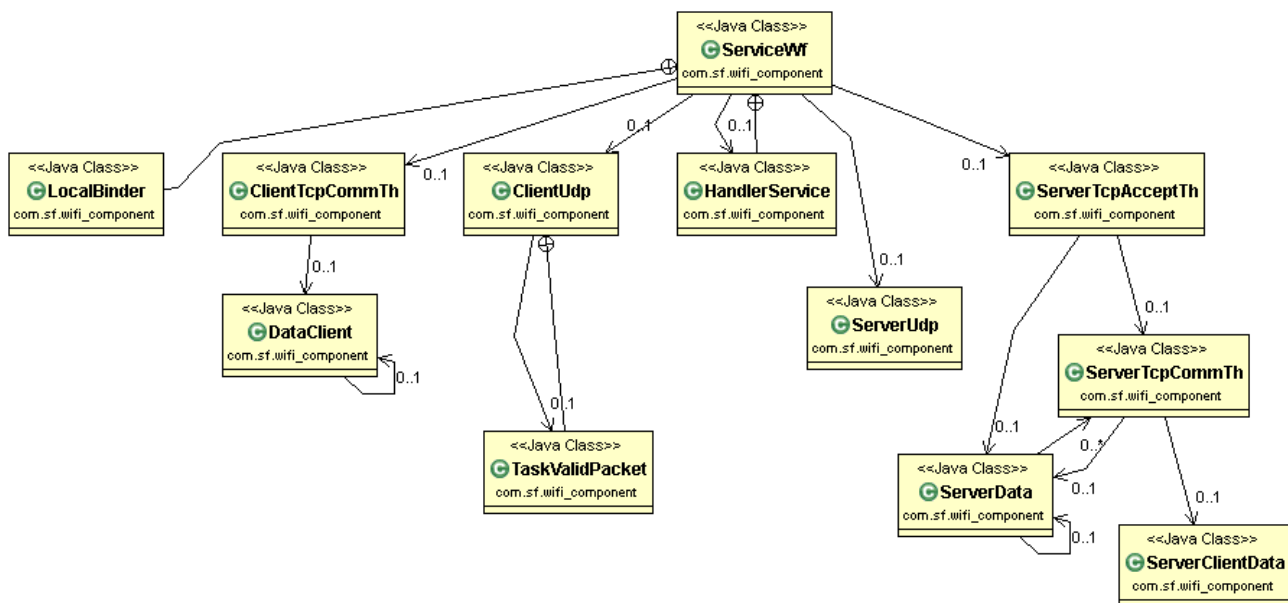 <<Java Class>>
ServiceWf
com.sf.wifi_component
0..1
0..1
0..1
0..1
0..1
<<Java Class>>
LocalBinder
com.sf.wifi_component
<<Java Class>>
ClientTcpCommTh
com.sf.wifi_component
<<Java Class>>
ClientUdp
com.sf.wifi_component
<<Java Class>>
HandlerService
com.sf.wifi_component
<<Java Class>>
ServerTcpAcceptTh
com.sf.wifi_component
0..1
<<Java Class>>
DataClient
com.sf.wifi_component
0..1
<<Java Class>>
ServerUdp
com.sf.wifi_component
0..1
<<Java Class>>
ServerTcpCommTh
com.sf.wifi_component
0..1
<<Java Class>>
TaskValidPacket
com.sf.wifi_component
0..1
0..*
<<Java Class>>
ServerData
com.sf.wifi_component
0..1
0..1
0..1
<<Java Class>>
ServerClientData
com.sf.wifi_component